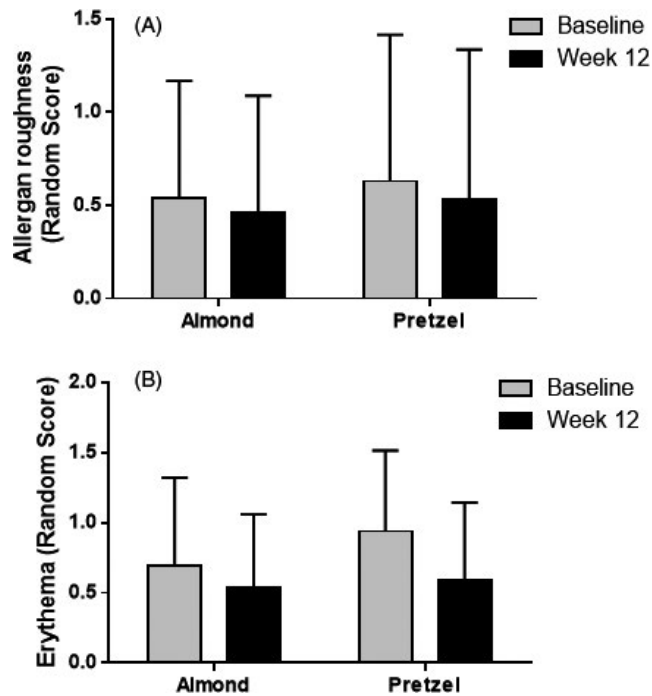 (A)
1.5
1.0
0.5
0.0
Allergan roughness
(Random Score)
Almond
Pretzel
Baseline
Week 12
(B)
2.0
1.5
1.0
0.5
0.0
Erythema (Random Score)
Almond
Pretzel
Baseline
Week 12